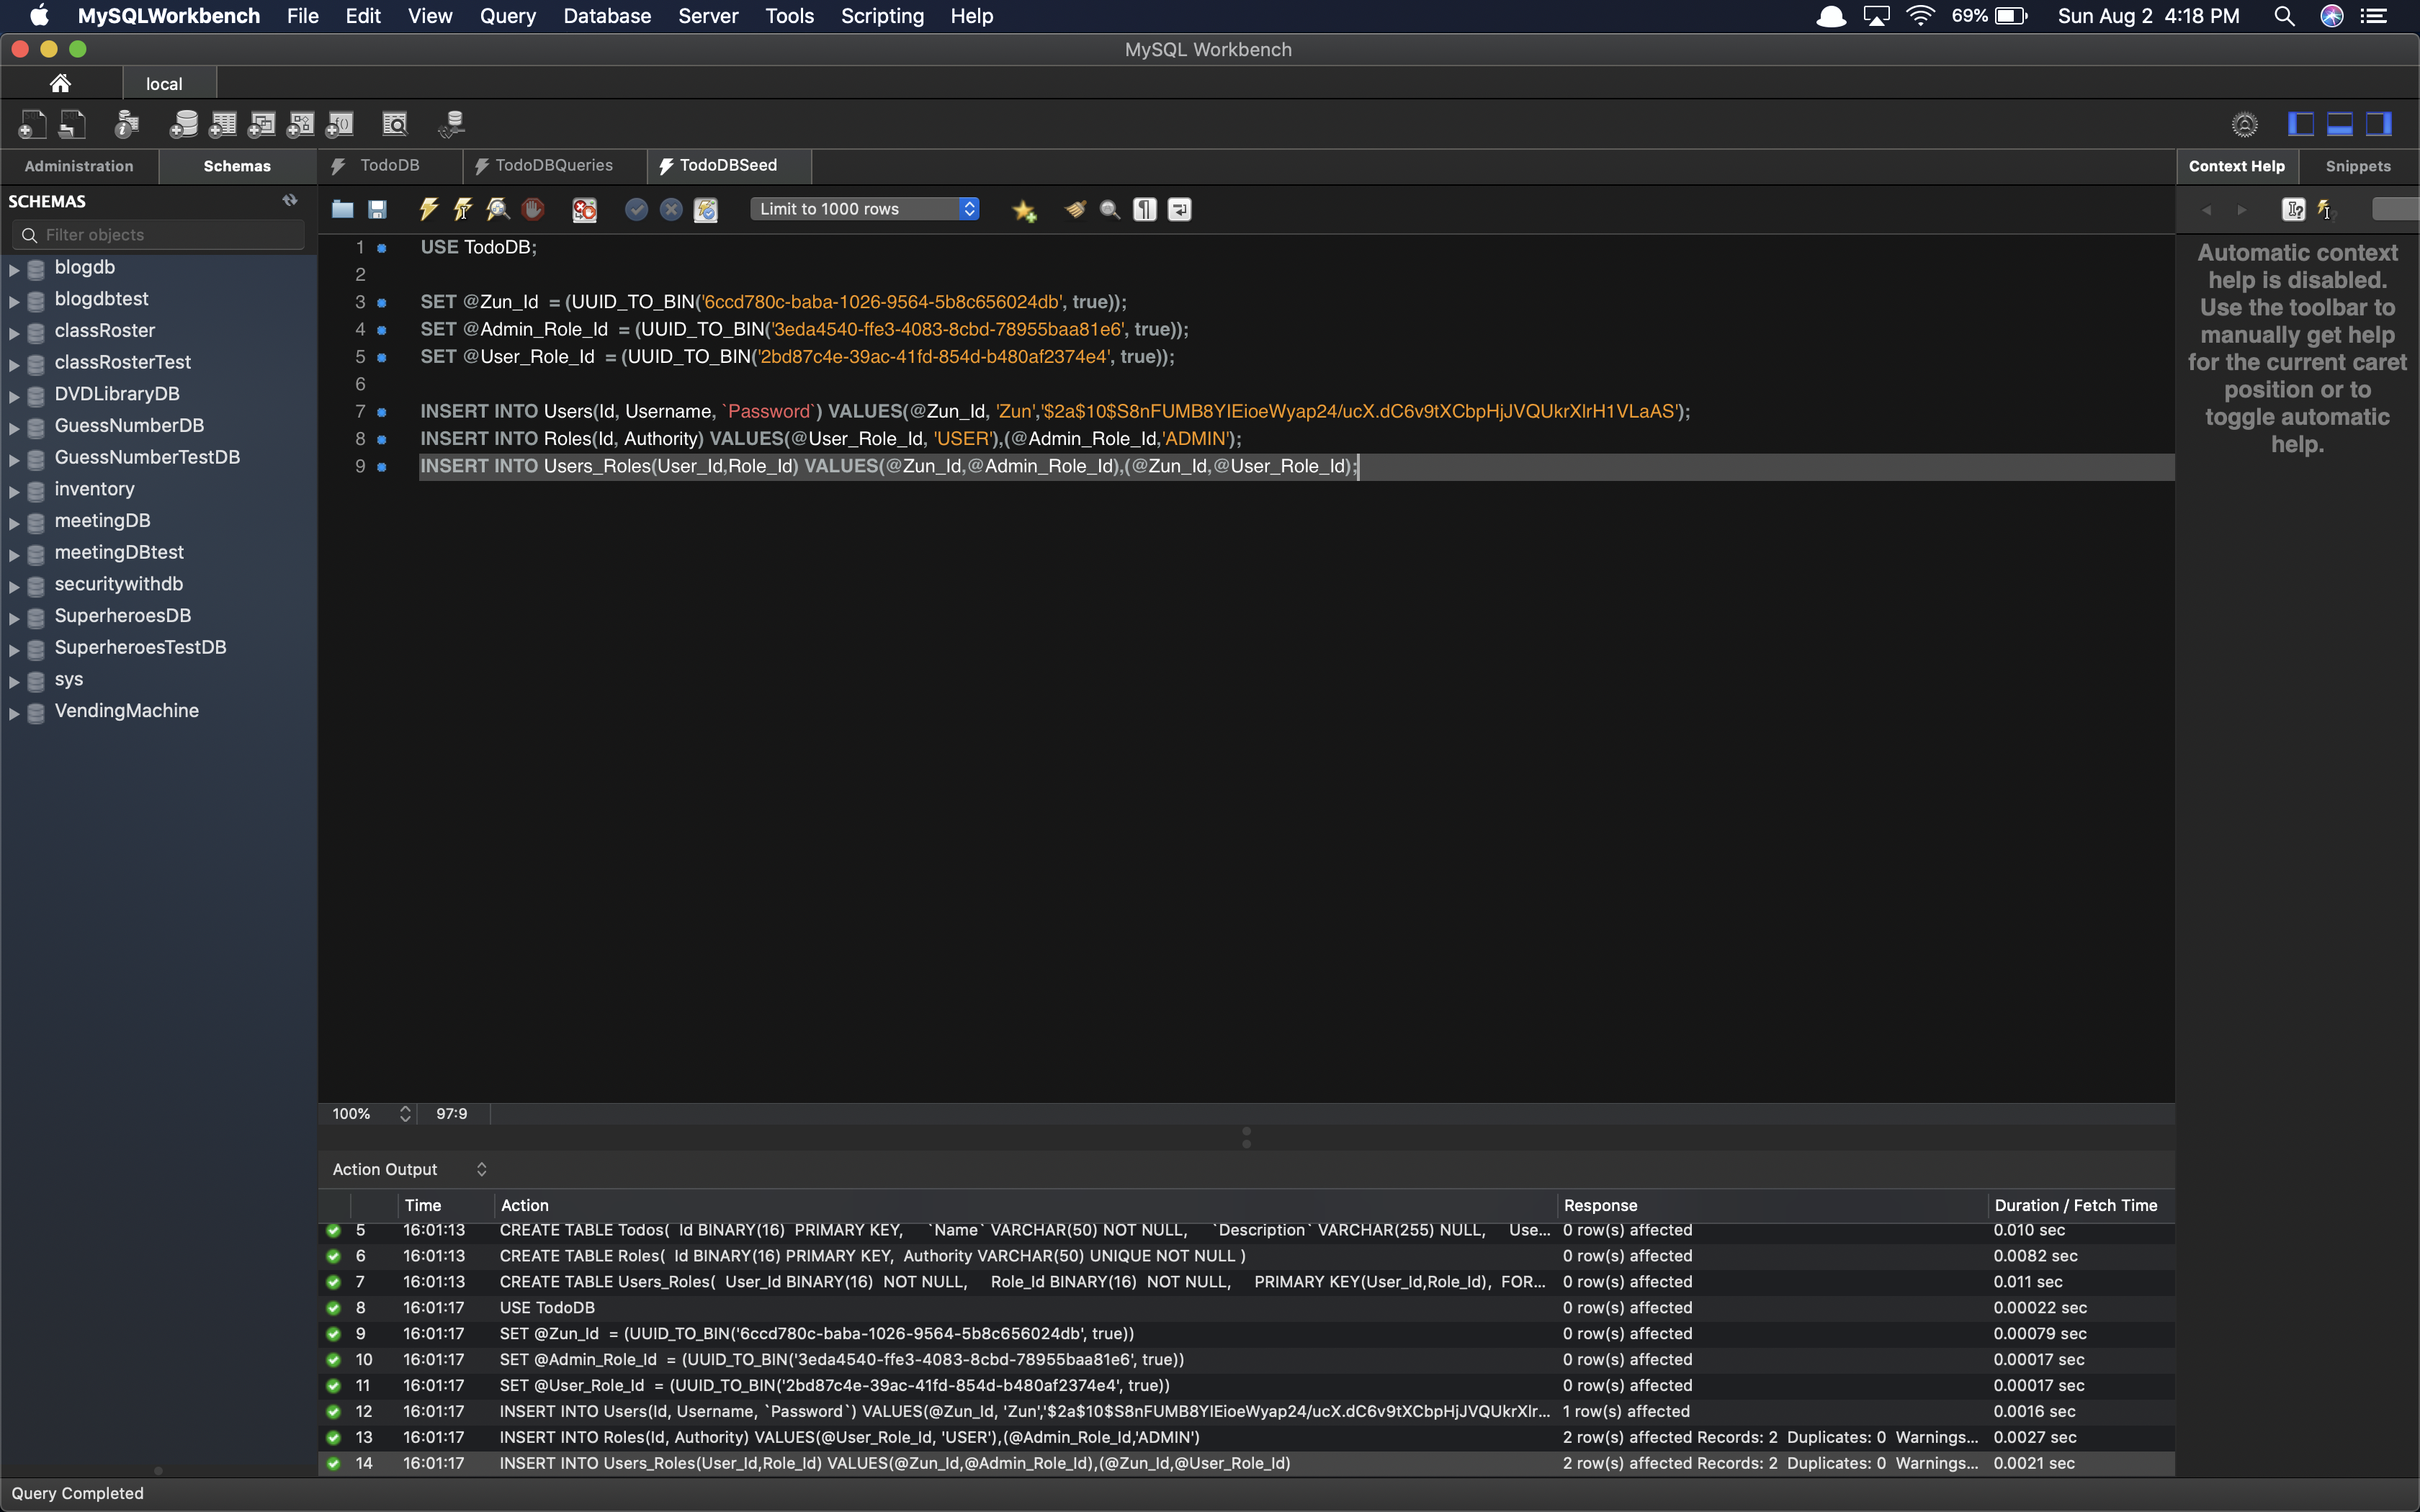 MySQLWorkbench File Edit View Query Database Server Tools Scripting Help 69% Sun Aug 2 4:18 PM
MySQL Workbench
local
Administration Schemas TodoDB TodoDBQueries TodoDBSeed Context Help Snippets
SCHEMAS
Limit to 1000 rows
Filter objects
blogdb
blogdbtest
classRoster
classRosterTest
DVDLibraryDB
GuessNumberDB
GuessNumberTestDB
inventory
meetingDB
meetingDBtest
securitywithdb
SuperheroesDB
SuperheroesTestDB
sys
VendingMachine
1 USE TodoDB;
2
3 SET @Zun_Id = (UUID_TO_BIN('6ccd780c-baba-1026-9564-5b8c656024db', true));
4 SET @Admin_Role_Id = (UUID_TO_BIN('3eda4540-ffe3-4083-8cbd-78955baa81e6', true));
5 SET @User_Role_Id = (UUID_TO_BIN('2bd87c4e-39ac-41fd-854d-b480af2374e4', true));
6
7 INSERT INTO Users(Id, Username, `Password`) VALUES(@Zun_Id, 'Zun','$2a$10$S8nFUMB8YIEioeWyap24/ucX.dC6v9tXCbpHjJVQUkrXlrH1VLaAS');
8 INSERT INTO Roles(Id, Authority) VALUES(@User_Role_Id, 'USER'),(@Admin_Role_Id,'ADMIN');
9 INSERT INTO Users_Roles(User_Id,Role_Id) VALUES(@Zun_Id,@Admin_Role_Id),(@Zun_Id,@User_Role_Id);
Automatic context
help is disabled.
Use the toolbar to
manually get help
for the current caret
position or to
toggle automatic
help.
100% 97:9
Action Output
Time Action Response Duration / Fetch Time
5 16:01:13 CREATE TABLE Todos( Id BINARY(16) PRIMARY KEY, `Name` VARCHAR(50) NOT NULL, `Description` VARCHAR(255) NULL, Use... 0 row(s) affected 0.010 sec
6 16:01:13 CREATE TABLE Roles( Id BINARY(16) PRIMARY KEY, Authority VARCHAR(50) UNIQUE NOT NULL ) 0 row(s) affected 0.0082 sec
7 16:01:13 CREATE TABLE Users_Roles( User_Id BINARY(16) NOT NULL, Role_Id BINARY(16) NOT NULL, PRIMARY KEY(User_Id,Role_Id), FOR... 0 row(s) affected 0.011 sec
8 16:01:17 USE TodoDB 0 row(s) affected 0.00022 sec
9 16:01:17 SET @Zun_Id = (UUID_TO_BIN('6ccd780c-baba-1026-9564-5b8c656024db', true)) 0 row(s) affected 0.00079 sec
10 16:01:17 SET @Admin_Role_Id = (UUID_TO_BIN('3eda4540-ffe3-4083-8cbd-78955baa81e6', true)) 0 row(s) affected 0.00017 sec
11 16:01:17 SET @User_Role_Id = (UUID_TO_BIN('2bd87c4e-39ac-41fd-854d-b480af2374e4', true)) 0 row(s) affected 0.00017 sec
12 16:01:17 INSERT INTO Users(Id, Username, `Password`) VALUES(@Zun_Id, 'Zun','$2a$10$S8nFUMB8YIEioeWyap24/ucX.dC6v9tXCbpHjJVQUkrXlr... 1 row(s) affected 0.0016 sec
13 16:01:17 INSERT INTO Roles(Id, Authority) VALUES(@User_Role_Id, 'USER'),(@Admin_Role_Id,'ADMIN') 2 row(s) affected Records: 2 Duplicates: 0 Warnings... 0.0027 sec
14 16:01:17 INSERT INTO Users_Roles(User_Id,Role_Id) VALUES(@Zun_Id,@Admin_Role_Id),(@Zun_Id,@User_Role_Id) 2 row(s) affected Records: 2 Duplicates: 0 Warnings... 0.0021 sec
Query Completed